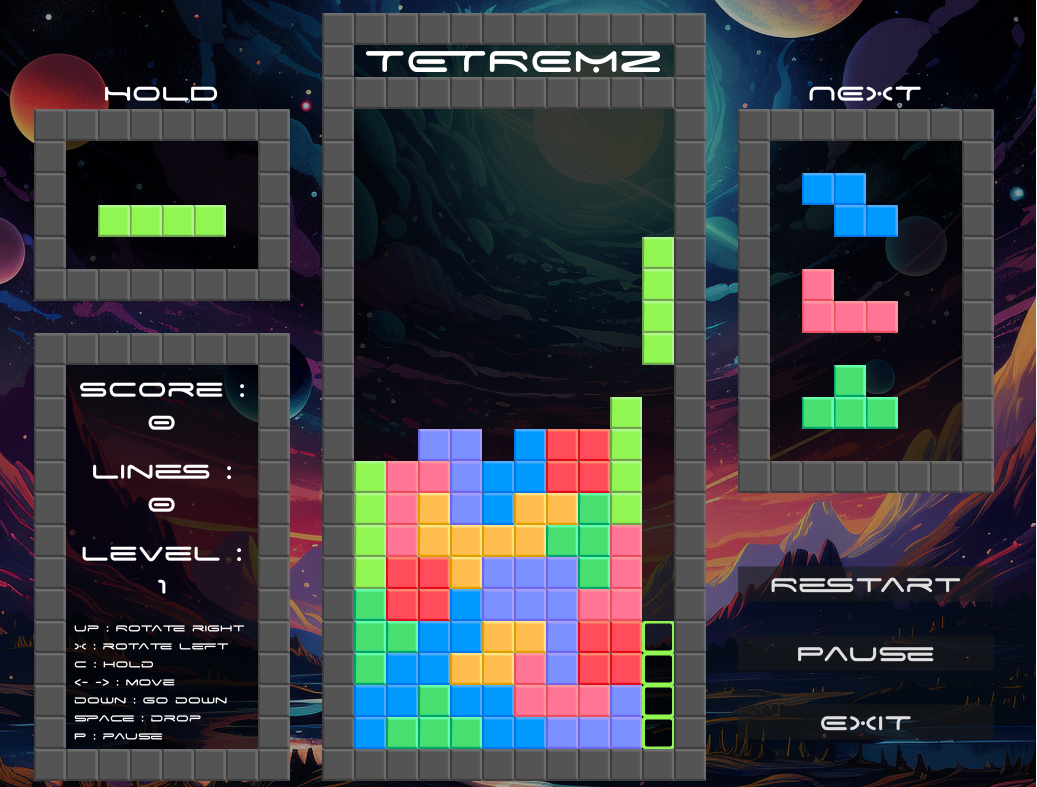 TETREMZ
HOLD
NEXT
SCORE :
0
LINES :
0
LEVEL :
1
UP : ROTATE RIGHT
X : ROTATE LEFT
C : HOLD
<- -> : MOVE
DOWN : GO DOWN
SPACE : DROP
P : PAUSE
RESTART
PAUSE
EXIT